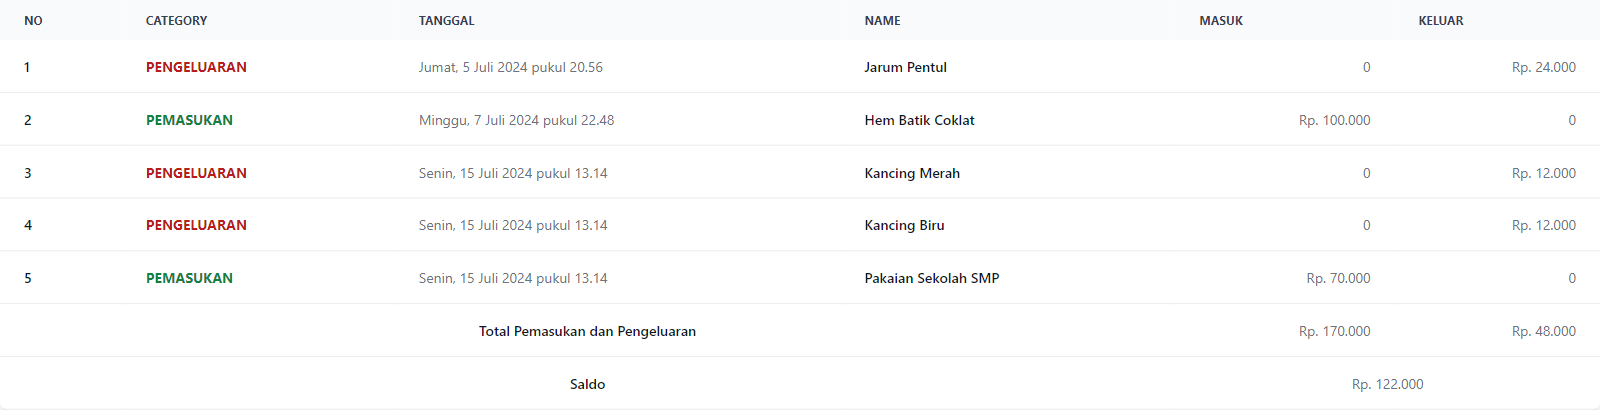 NO CATEGORY TANGGAL NAME MASUK KELUAR
1 PENGELUARAN Jumat, 5 Juli 2024 pukul 20.56 Jarum Pentul 0 Rp. 24.000
2 PEMASUKAN Minggu, 7 Juli 2024 pukul 22.48 Hem Batik Coklat Rp. 100.000 0
3 PENGELUARAN Senin, 15 Juli 2024 pukul 13.14 Kancing Merah 0 Rp. 12.000
4 PENGELUARAN Senin, 15 Juli 2024 pukul 13.14 Kancing Biru 0 Rp. 12.000
5 PEMASUKAN Senin, 15 Juli 2024 pukul 13.14 Pakaian Sekolah SMP Rp. 70.000 0
Total Pemasukan dan Pengeluaran Rp. 170.000 Rp. 48.000
Saldo Rp. 122.000